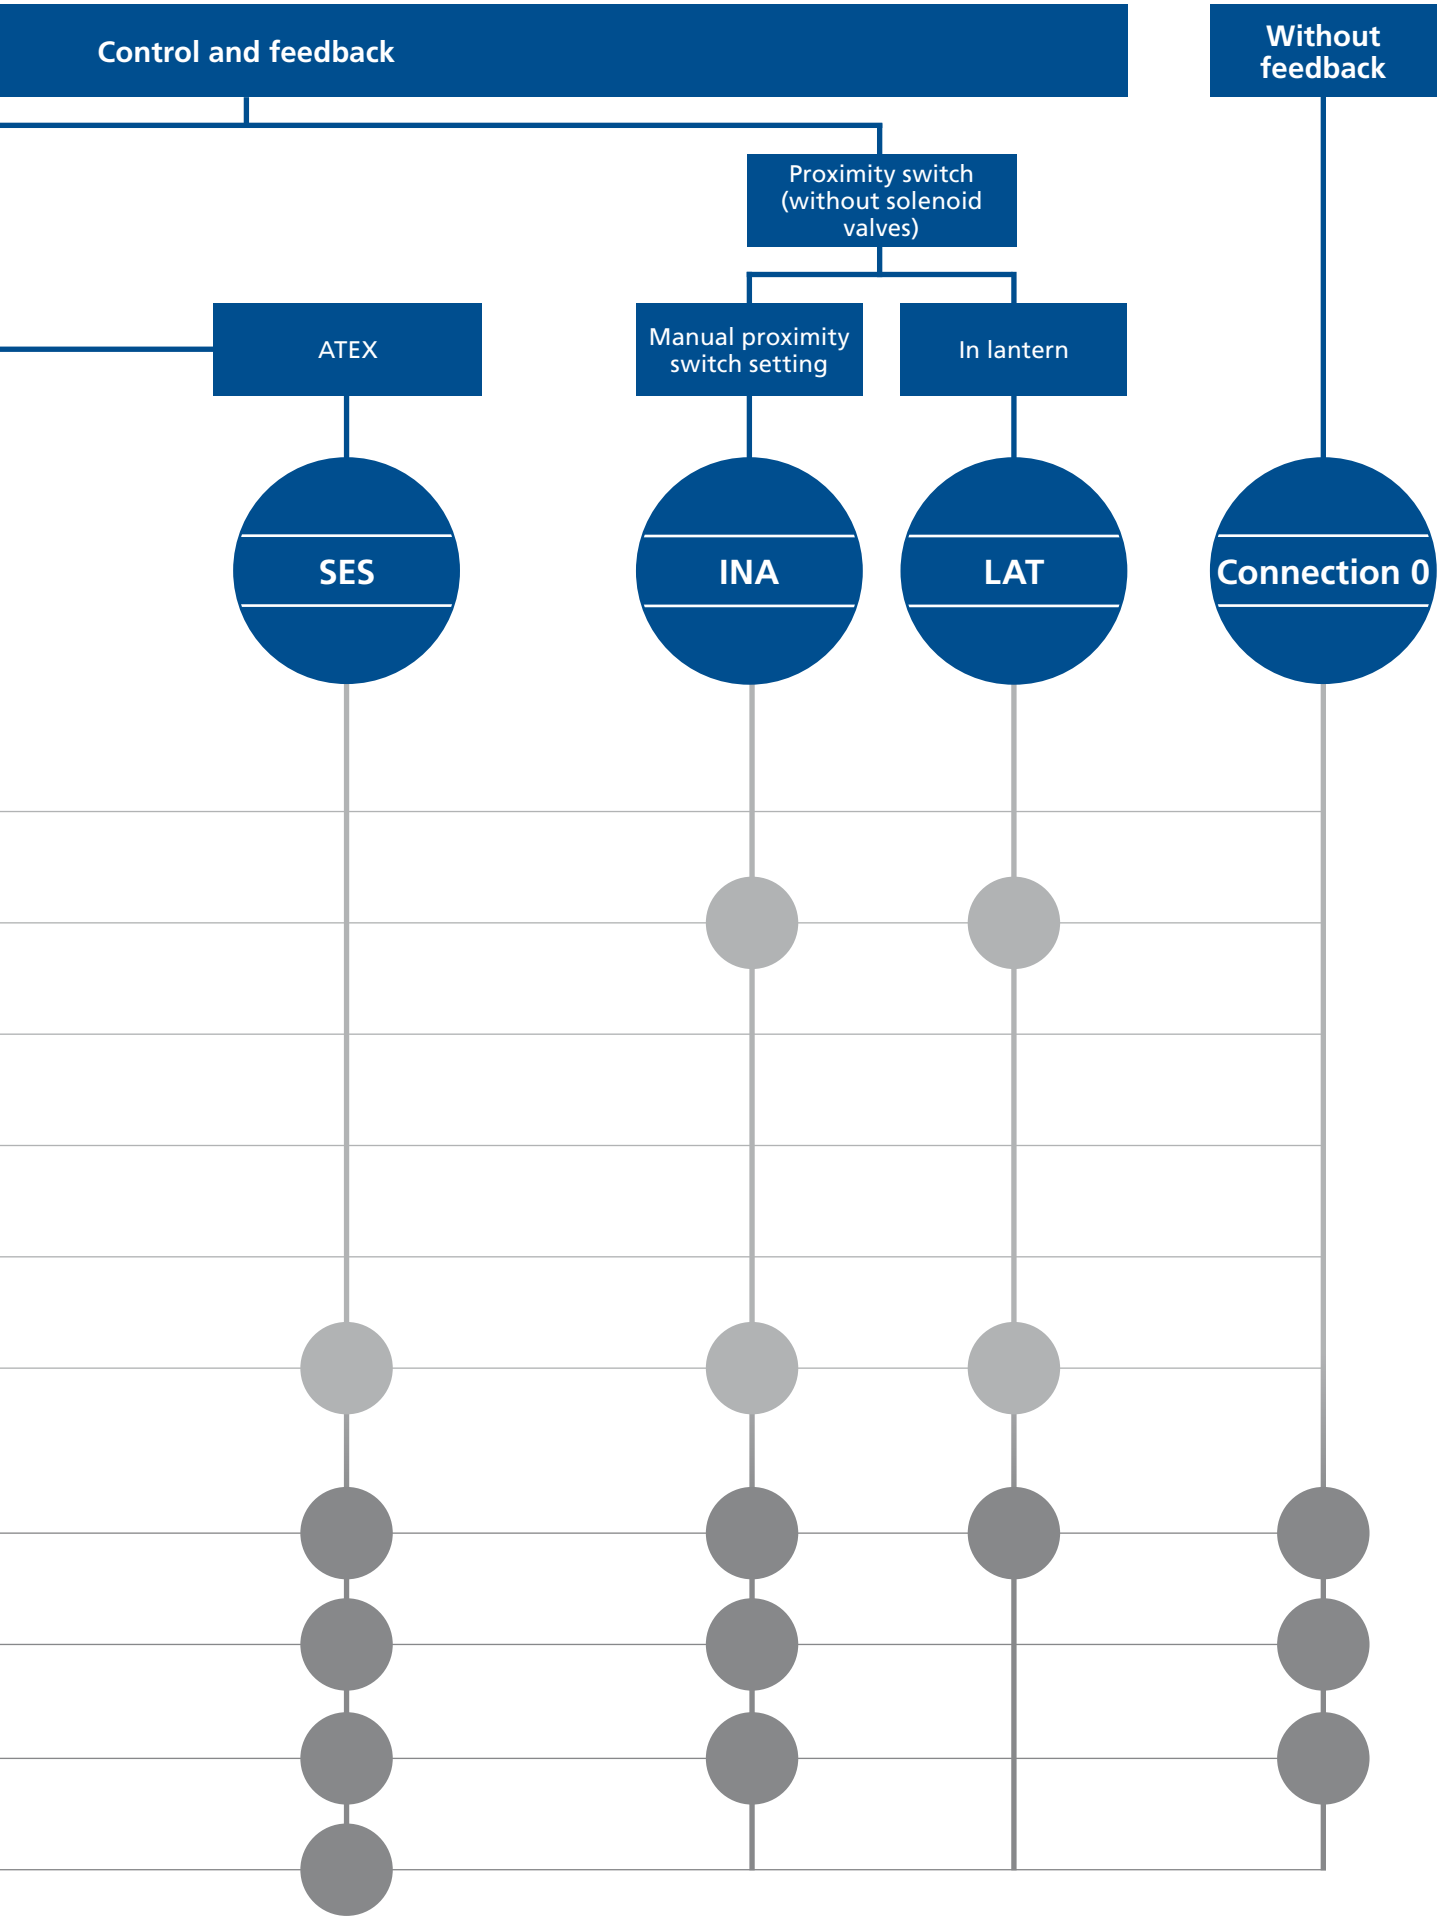 Control and feedback
Without
feedback
Proximity switch
(without solenoid
valves)
ATEX
Manual proximity
switch setting
In lantern
SES
INA
LAT
Connection 0